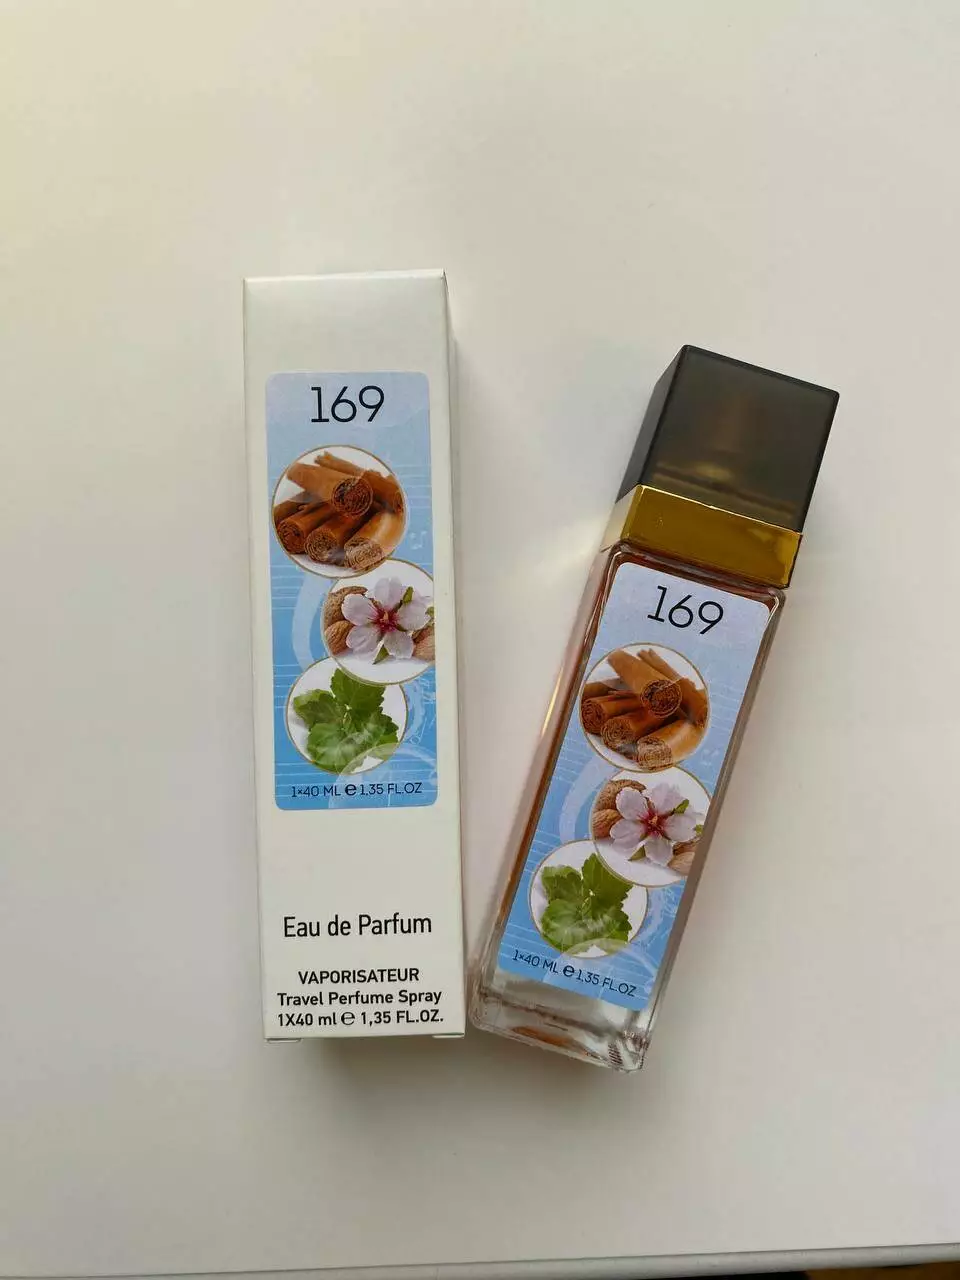 169
1×40 ML ℮ 1,35 FL.OZ
Eau de Parfum
VAPORISATEUR
Travel Perfume Spray
1X40 ml ℮ 1,35 FL.OZ.
169
1×40 ML ℮ 1,35 FL.OZ